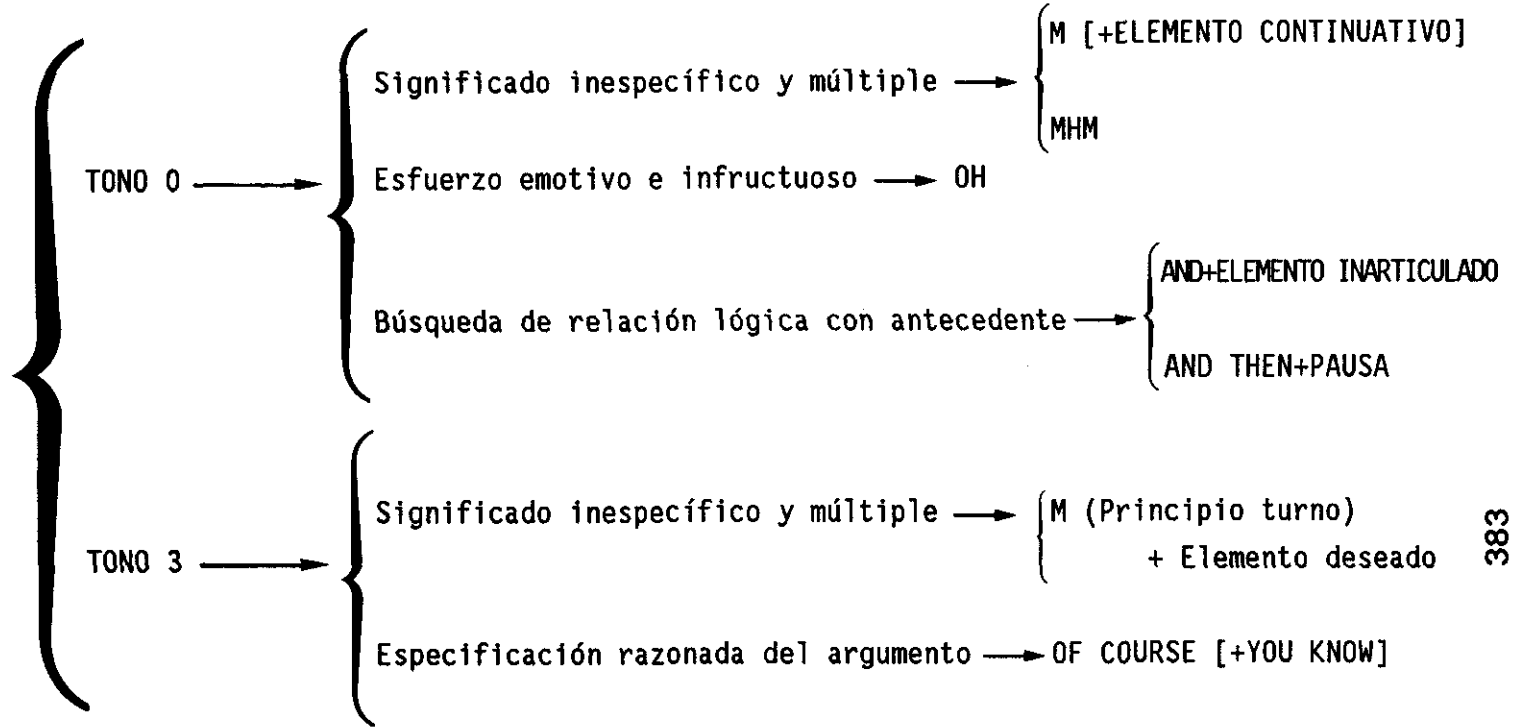 M [+ELEMENTO CONTINUATIVO]
Significado inespecífico y múltiple
MHM
TONO 0
Esfuerzo emotivo e infructuoso
OH
AND+ELEMENTO INARTICULADO
Búsqueda de relación lógica con antecedente
AND THEN+PAUSA
Significado inespecífico y múltiple
M (Principio turno)
+ Elemento deseado
TONO 3
Especificación razonada del argumento
OF COURSE [+YOU KNOW]
383